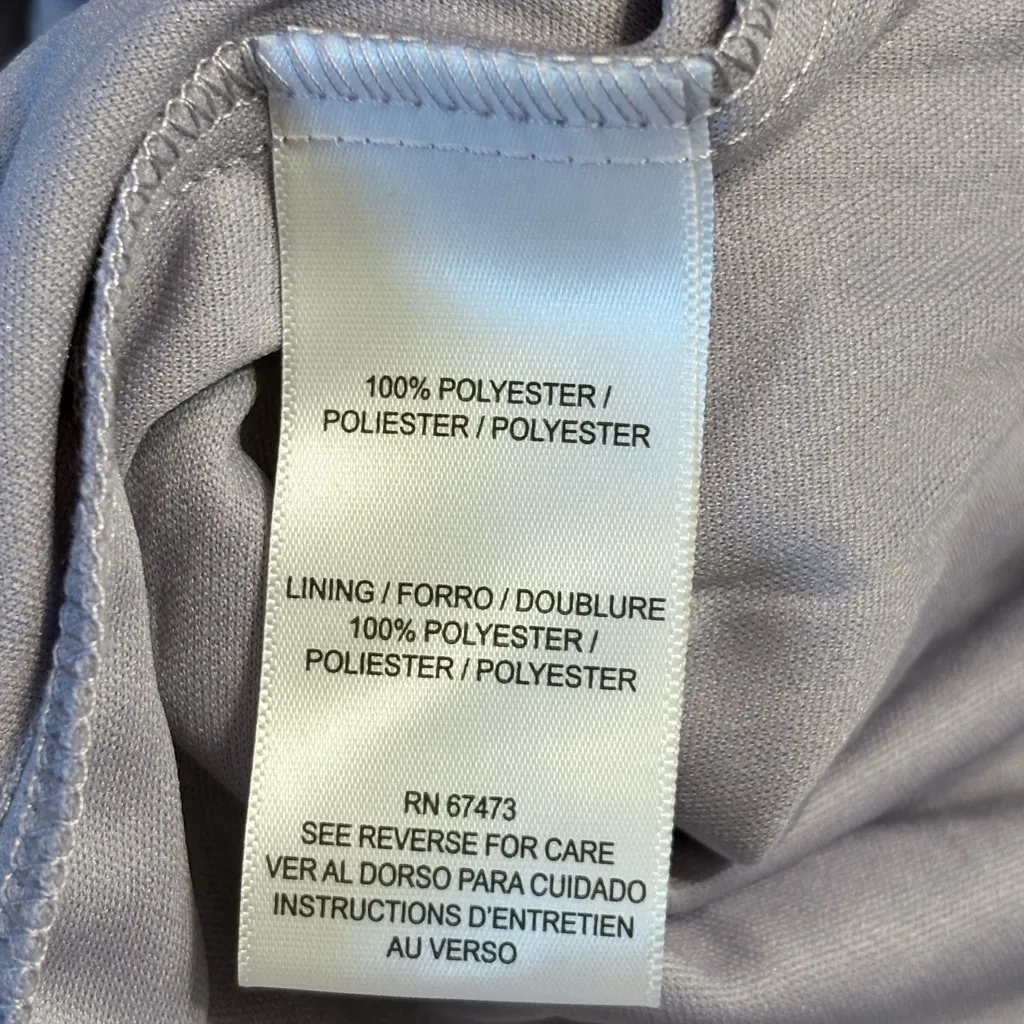 100% POLYESTER /
POLIESTER / POLYESTER
LINING / FORRO / DOUBLURE
100% POLYESTER /
POLIESTER / POLYESTER
RN 67473
SEE REVERSE FOR CARE
VER AL DORSO PARA CUIDADO
INSTRUCTIONS D'ENTRETIEN
AU VERSO